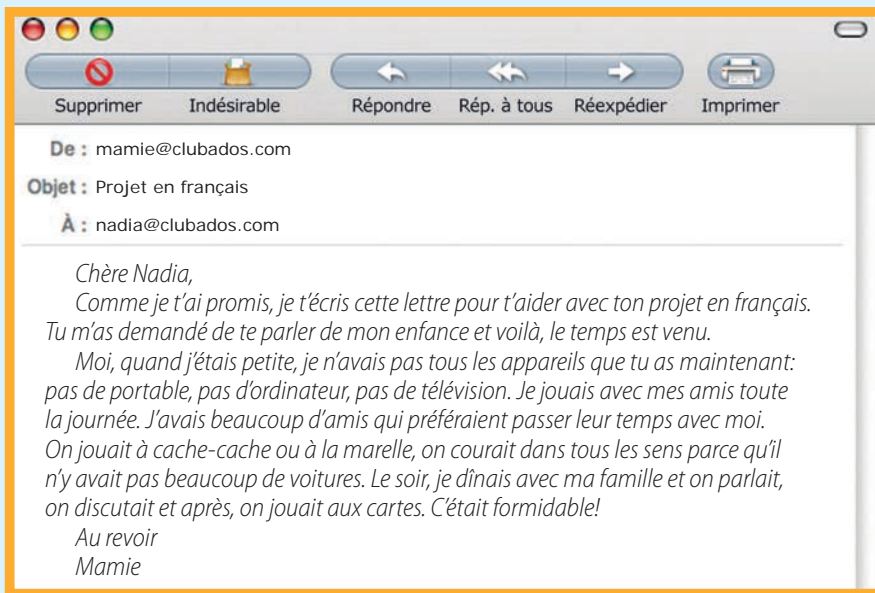 Supprimer Indésirable Répondre Rép. à tous Réexpédier Imprimer
De : mamie@clubados.com
Objet : Projet en français
À : nadia@clubados.com
Chère Nadia,
Comme je t'ai promis, je t'écris cette lettre pour t'aider avec ton projet en français.
Tu m'as demandé de te parler de mon enfance et voilà, le temps est venu.
Moi, quand j'étais petite, je n'avais pas tous les appareils que tu as maintenant:
pas de portable, pas d'ordinateur, pas de télévision. Je jouais avec mes amis toute
la journée. J'avais beaucoup d'amis qui préféraient passer leur temps avec moi.
On jouait à cache-cache ou à la marelle, on courait dans tous les sens parce qu'il
n'y avait pas beaucoup de voitures. Le soir, je dînais avec ma famille et on parlait,
on discutait et après, on jouait aux cartes. C'était formidable!
Au revoir
Mamie